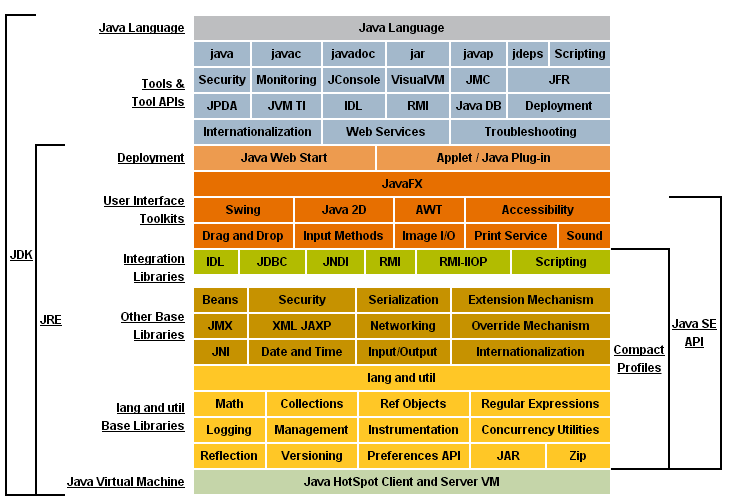 Java Language Java Language
java javac javadoc jar javap jdeps Scripting
Tools & Tool APIs Security Monitoring JConsole VisualVM JMC JFR
JPDA JVM TI IDL RMI Java DB Deployment
Internationalization Web Services Troubleshooting
Deployment Java Web Start Applet / Java Plug-in
JavaFX
User Interface Toolkits Swing Java 2D AWT Accessibility
Drag and Drop Input Methods Image I/O Print Service Sound
Integration Libraries IDL JDBC JNDI RMI RMI-IIOP Scripting
JDK
Beans Security Serialization Extension Mechanism
Other Base Libraries JMX XML JAXP Networking Override Mechanism
JRE
Java SE API
JNI Date and Time Input/Output Internationalization
Compact Profiles
lang and util
lang and util Base Libraries Math Collections Ref Objects Regular Expressions
Logging Management Instrumentation Concurrency Utilities
Reflection Versioning Preferences API JAR Zip
Java Virtual Machine Java HotSpot Client and Server VM